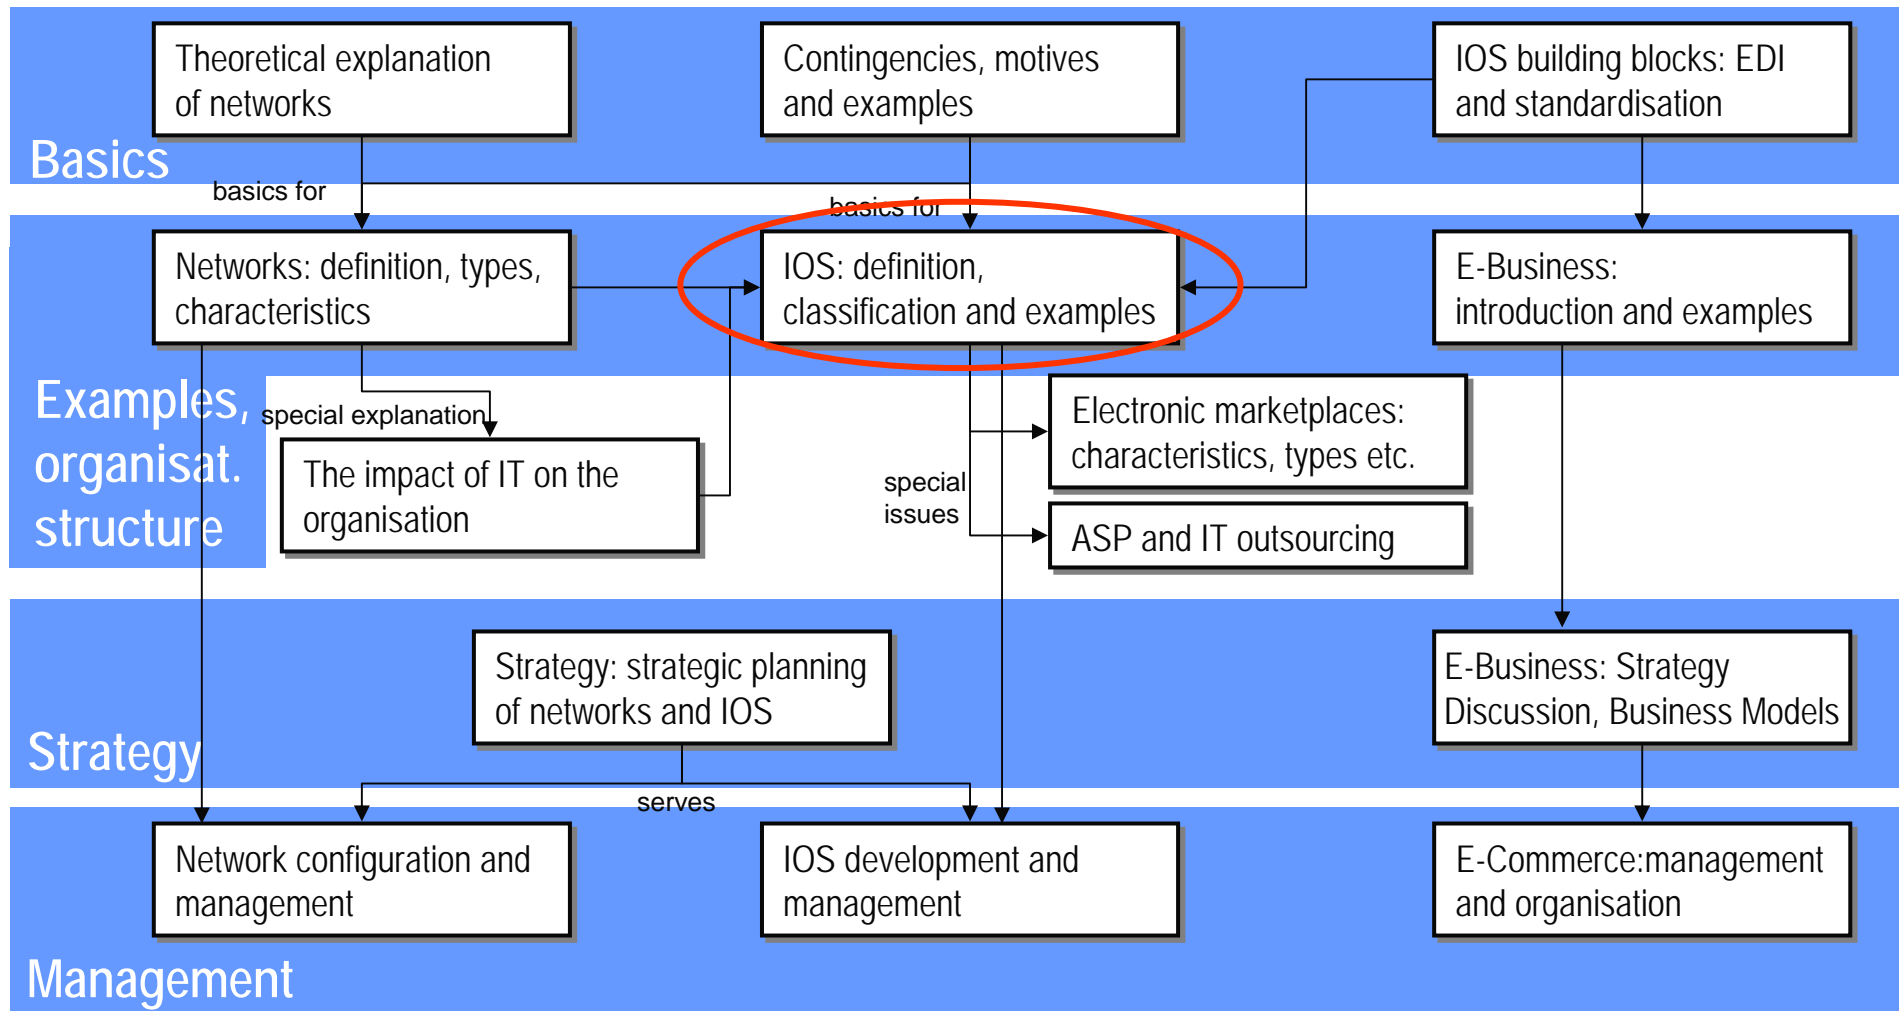 Theoretical explanation
of networks
Contingencies, motives
and examples
IOS building blocks: EDI
and standardisation
Basics
basics for
basics for
Networks: definition, types,
characteristics
IOS: definition,
classification and examples
E-Business:
introduction and examples
Examples,
organisat.
structure
special explanation
The impact of IT on the
organisation
Electronic marketplaces:
characteristics, types etc.
special
issues
ASP and IT outsourcing
Strategy: strategic planning
of networks and IOS
E-Business: Strategy
Discussion, Business Models
Strategy
serves
Network configuration and
management
IOS development and
management
E-Commerce:management
and organisation
Management